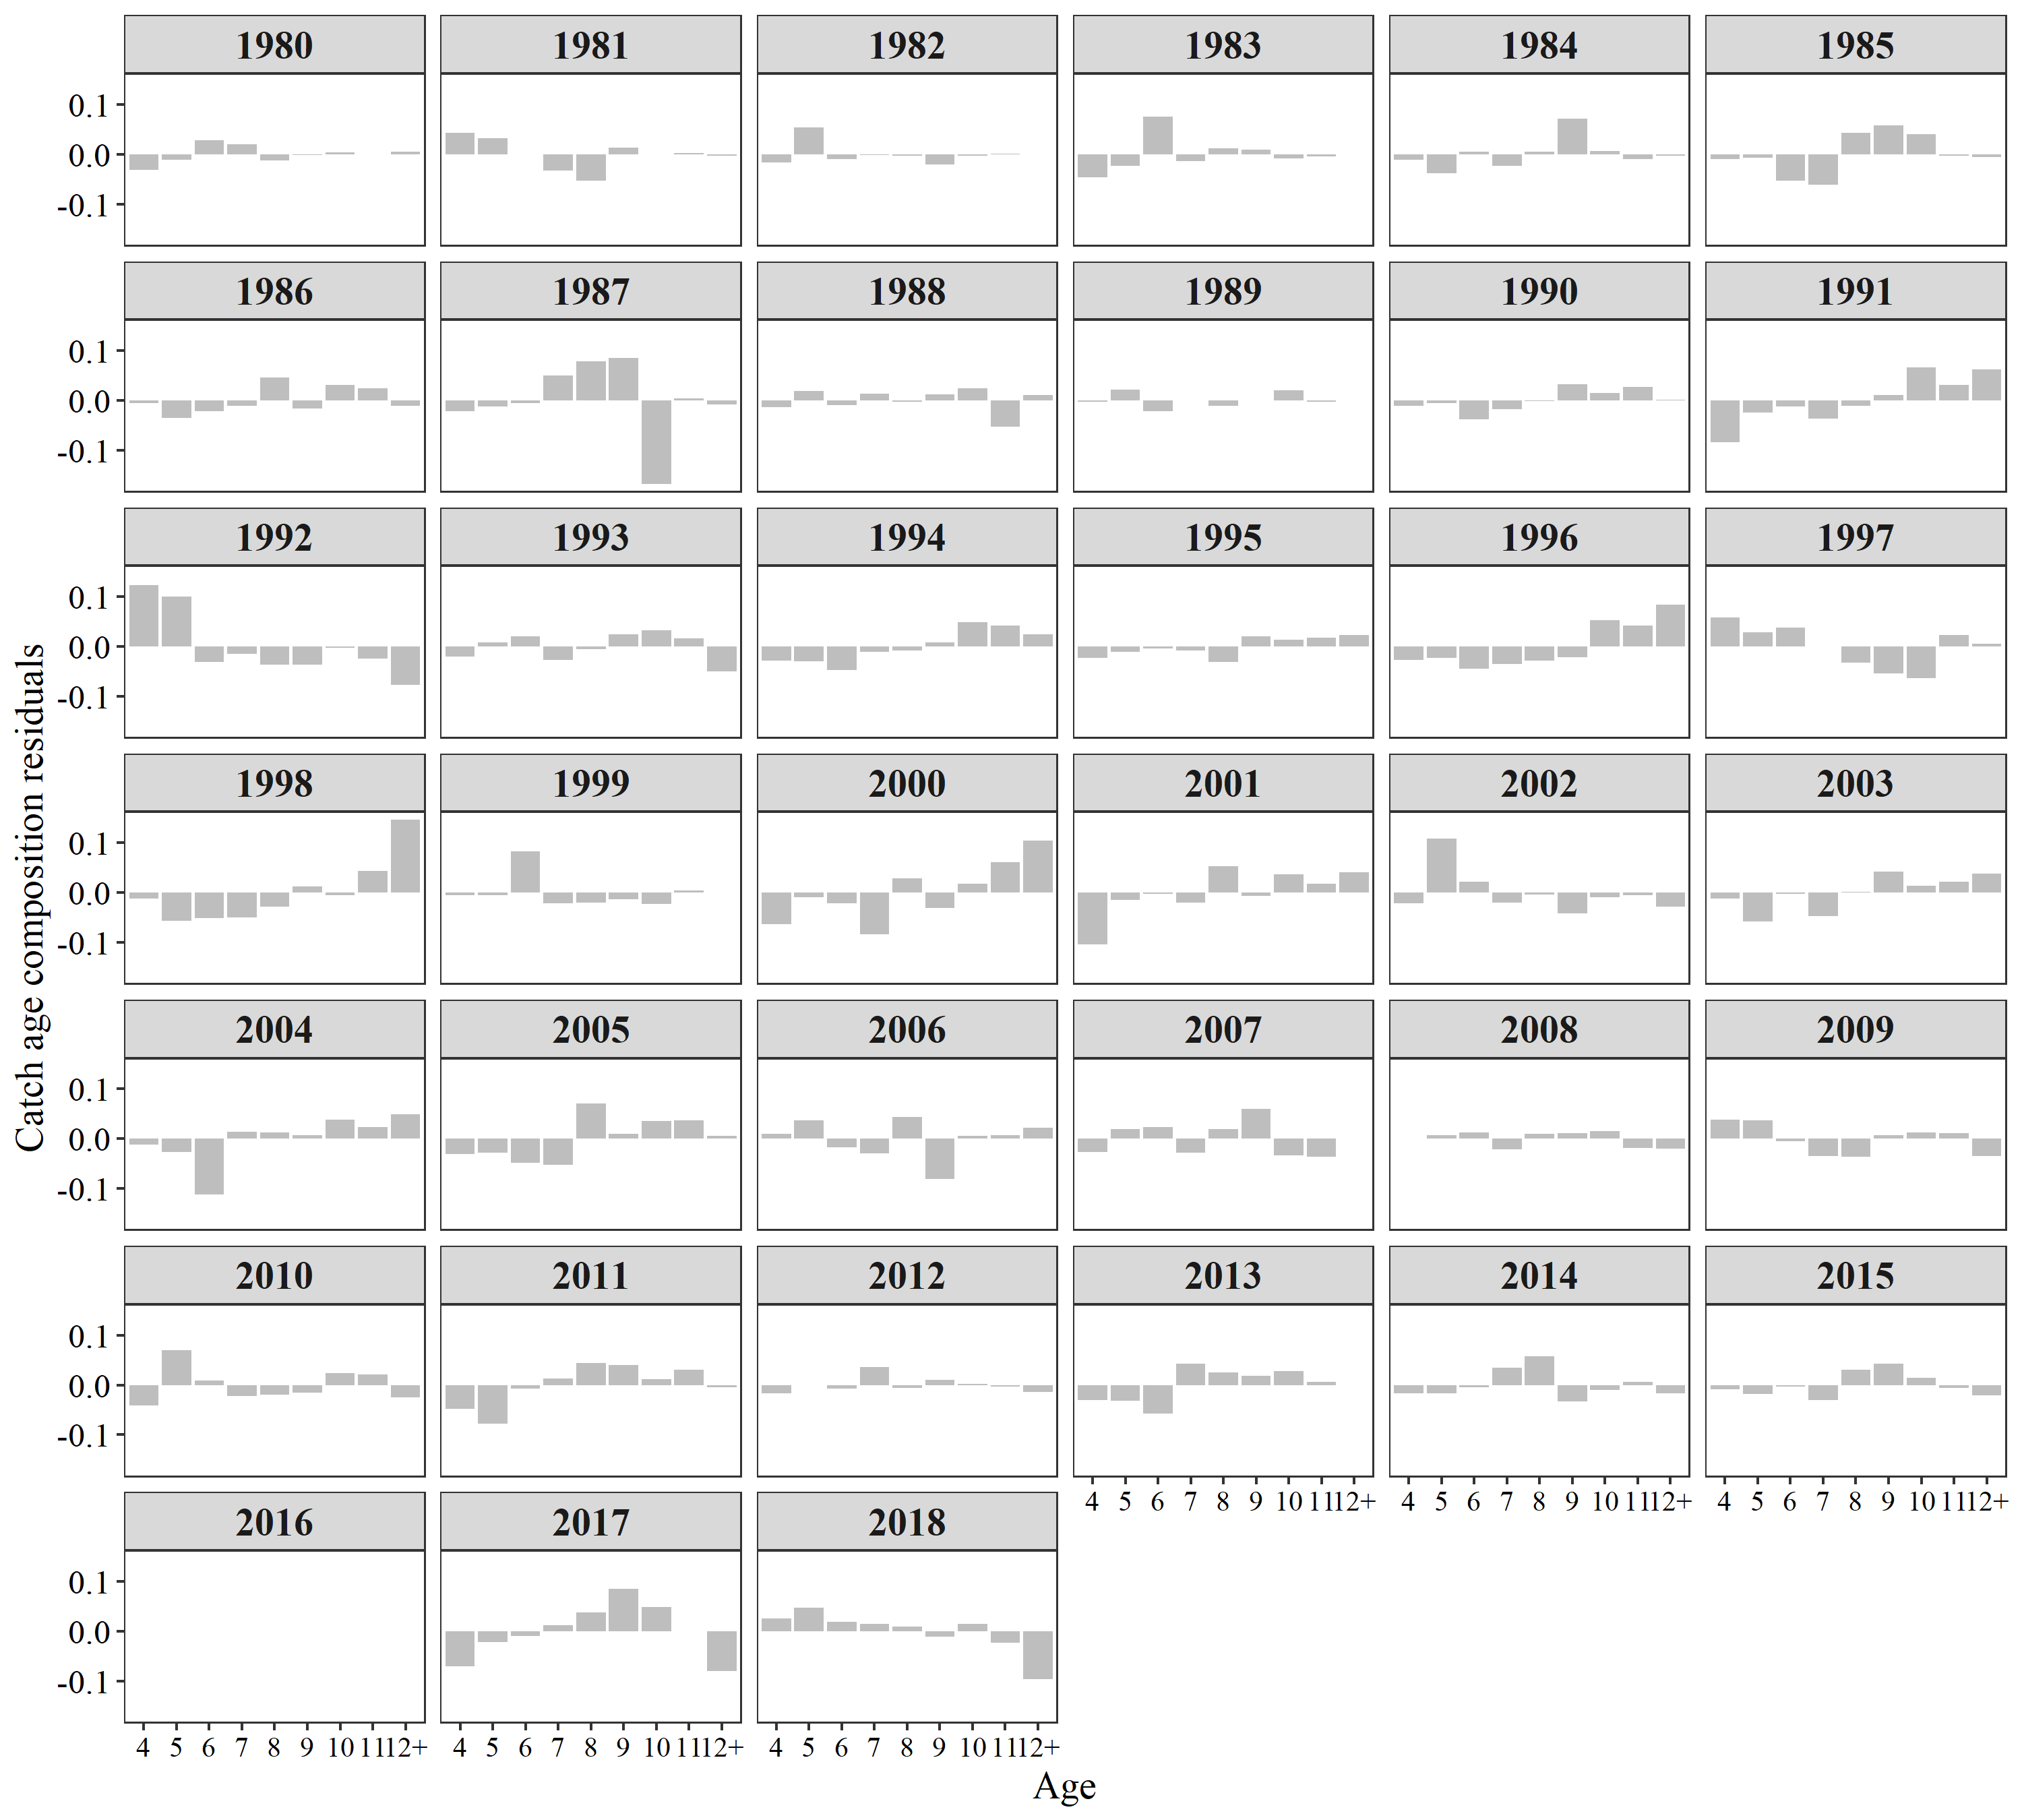 1980 1981 1982 1983 1984 1985
0.1
0.0
-0.1
1986 1987 1988 1989 1990 1991
0.1
0.0
-0.1
1992 1993 1994 1995 1996 1997
0.1
0.0
-0.1
1998 1999 2000 2001 2002 2003
0.1
0.0
-0.1
2004 2005 2006 2007 2008 2009
0.1
0.0
-0.1
2010 2011 2012 2013 2014 2015
0.1
0.0
-0.1
4 5 6 7 8 9 10 11 12+ 4 5 6 7 8 9 10 11 12+ 4 5 6 7 8 9 10 11 12+
2016 2017 2018
0.1
0.0
-0.1
4 5 6 7 8 9 10 11 12+ 4 5 6 7 8 9 10 11 12+ 4 5 6 7 8 9 10 11 12+
Age
Catch age composition residuals